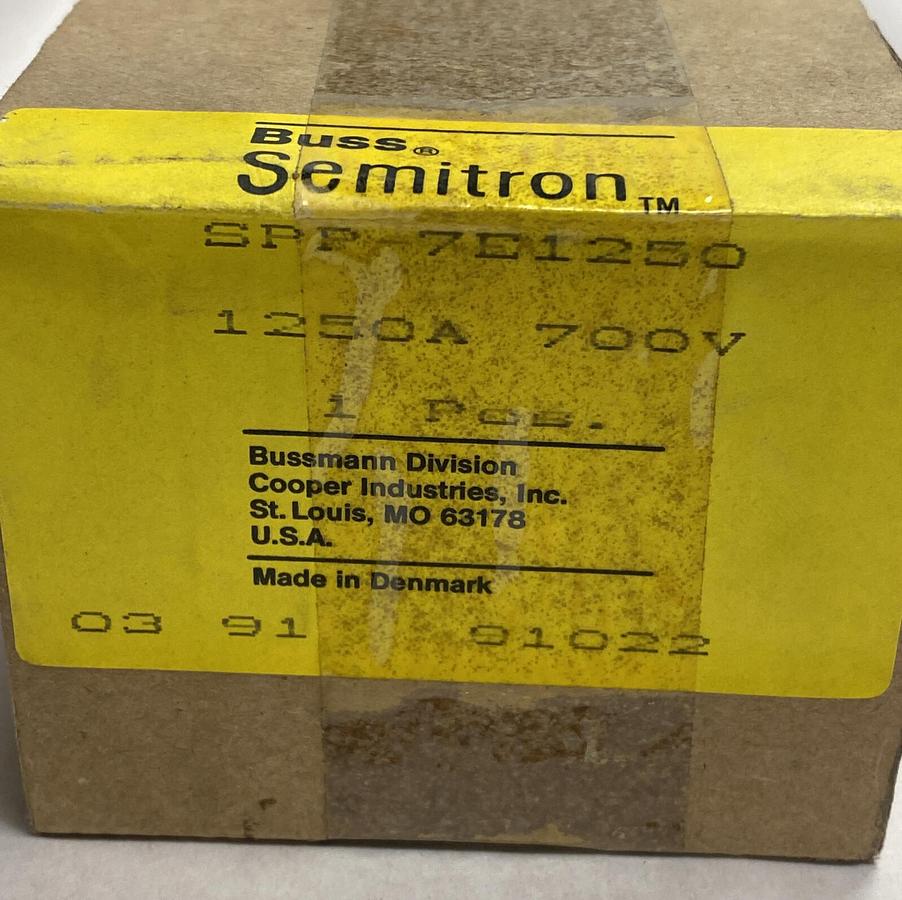 Buss®
Semitron™
SPP 7E1250
1250A 700V
1 Pcs.
Bussmann Division
Cooper Industries, Inc.
St. Louis, MO 63178
U.S.A.
Made in Denmark
03 91 91022